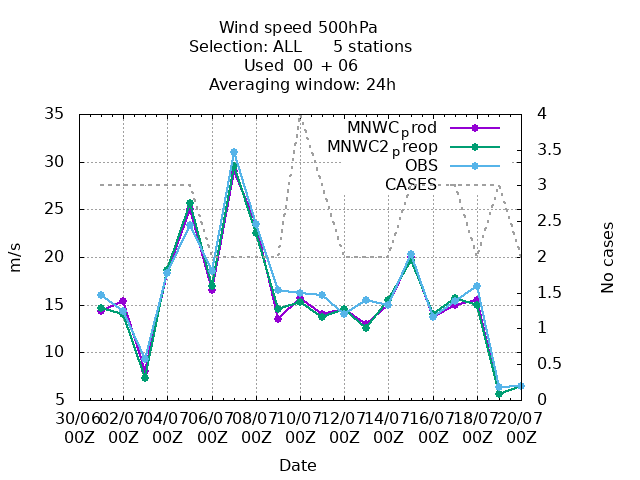 Wind speed 500hPa
Selection: ALL 5 stations
Used 00 + 06
Averaging window: 24h
35 4
MNWCprod
MNWC2preop
OBS
CASES
30 3.5
25 3
20 2.5
15 2
10 1.5
5 1
0.5
0
m/s
No cases
30/06 02/07 04/07 06/07 08/07 10/07 12/07 14/07 16/07 18/07 20/07
00Z 00Z 00Z 00Z 00Z 00Z 00Z 00Z 00Z 00Z 00Z
Date